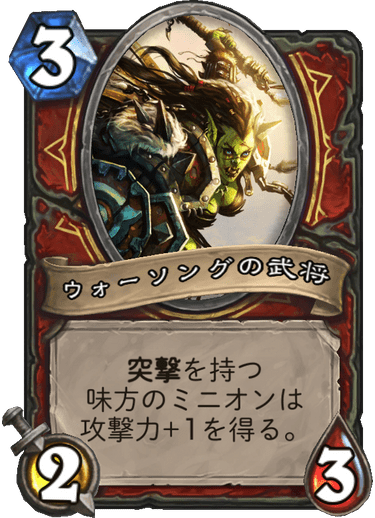 3
ウォーソングの武将
突撃を持つ
味方のミニオンは
攻撃力+1を得る。
2
3